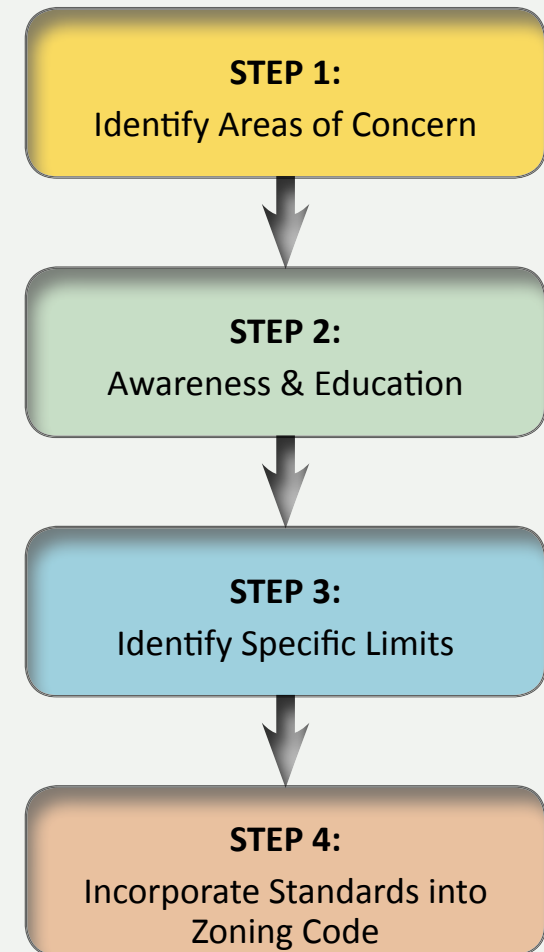 STEP 1:
Identify Areas of Concern
STEP 2:
Awareness & Education
STEP 3:
Identify Specific Limits
STEP 4:
Incorporate Standards into
Zoning Code